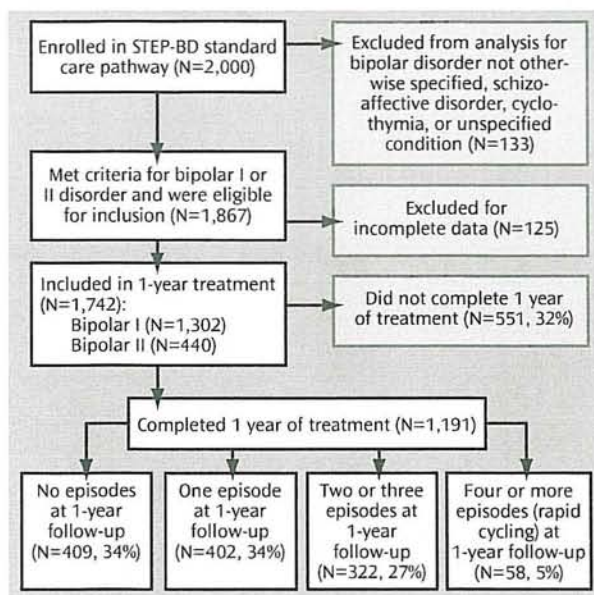 Enrolled in STEP-BD standard
care pathway (N=2,000)
Excluded from analysis for
bipolar disorder not other-
wise specified, schizo-
affective disorder, cyclo-
thymia, or unspecified
condition (N=133)
Met criteria for bipolar I or
II disorder and were eligible
for inclusion (N=1,867)
Excluded for
incomplete data (N=125)
Included in 1-year treatment
(N=1,742):
Bipolar I (N=1,302)
Bipolar II (N=440)
Did not complete 1 year
of treatment (N=551, 32%)
Completed 1 year of treatment (N=1,191)
No episodes
at 1-year
follow-up
(N=409, 34%)
One episode
at 1-year
follow-up
(N=402, 34%)
Two or three
episodes at
1-year
follow-up
(N=322, 27%)
Four or more
episodes (rapid
cycling) at
1-year follow-up
(N=58, 5%)